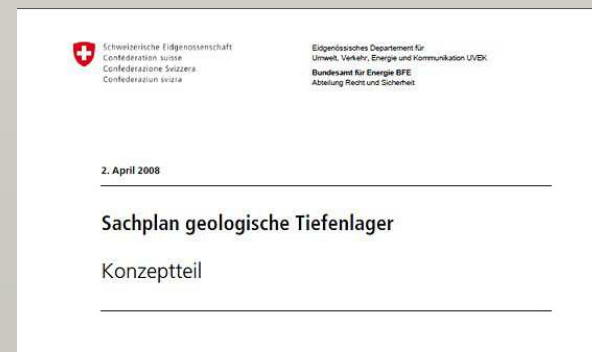 Schweizerische Eidgenossenschaft
Confédération suisse
Confederazione Svizzera
Confederaziun svizra
Eidgenössisches Departement für
Umwelt, Verkehr, Energie und Kommunikation UVEK
Bundesamt für Energie BFE
Abteilung Recht und Sicherheit
2. April 2008
Sachplan geologische Tiefenlager
Konzeptteil